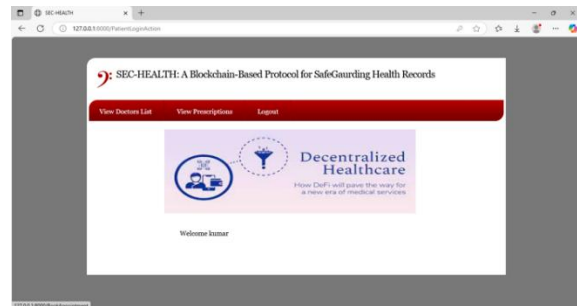 SEC-HEALTH
127.0.0.1:8000/PatientLoginAction
SEC-HEALTH: A Blockchain-Based Protocol for SafeGaurding Health Records
View Doctors List View Prescriptions Logout
Decentralized
Healthcare
How DeFi will pave the way for
a new era of medical services
Welcome kumar